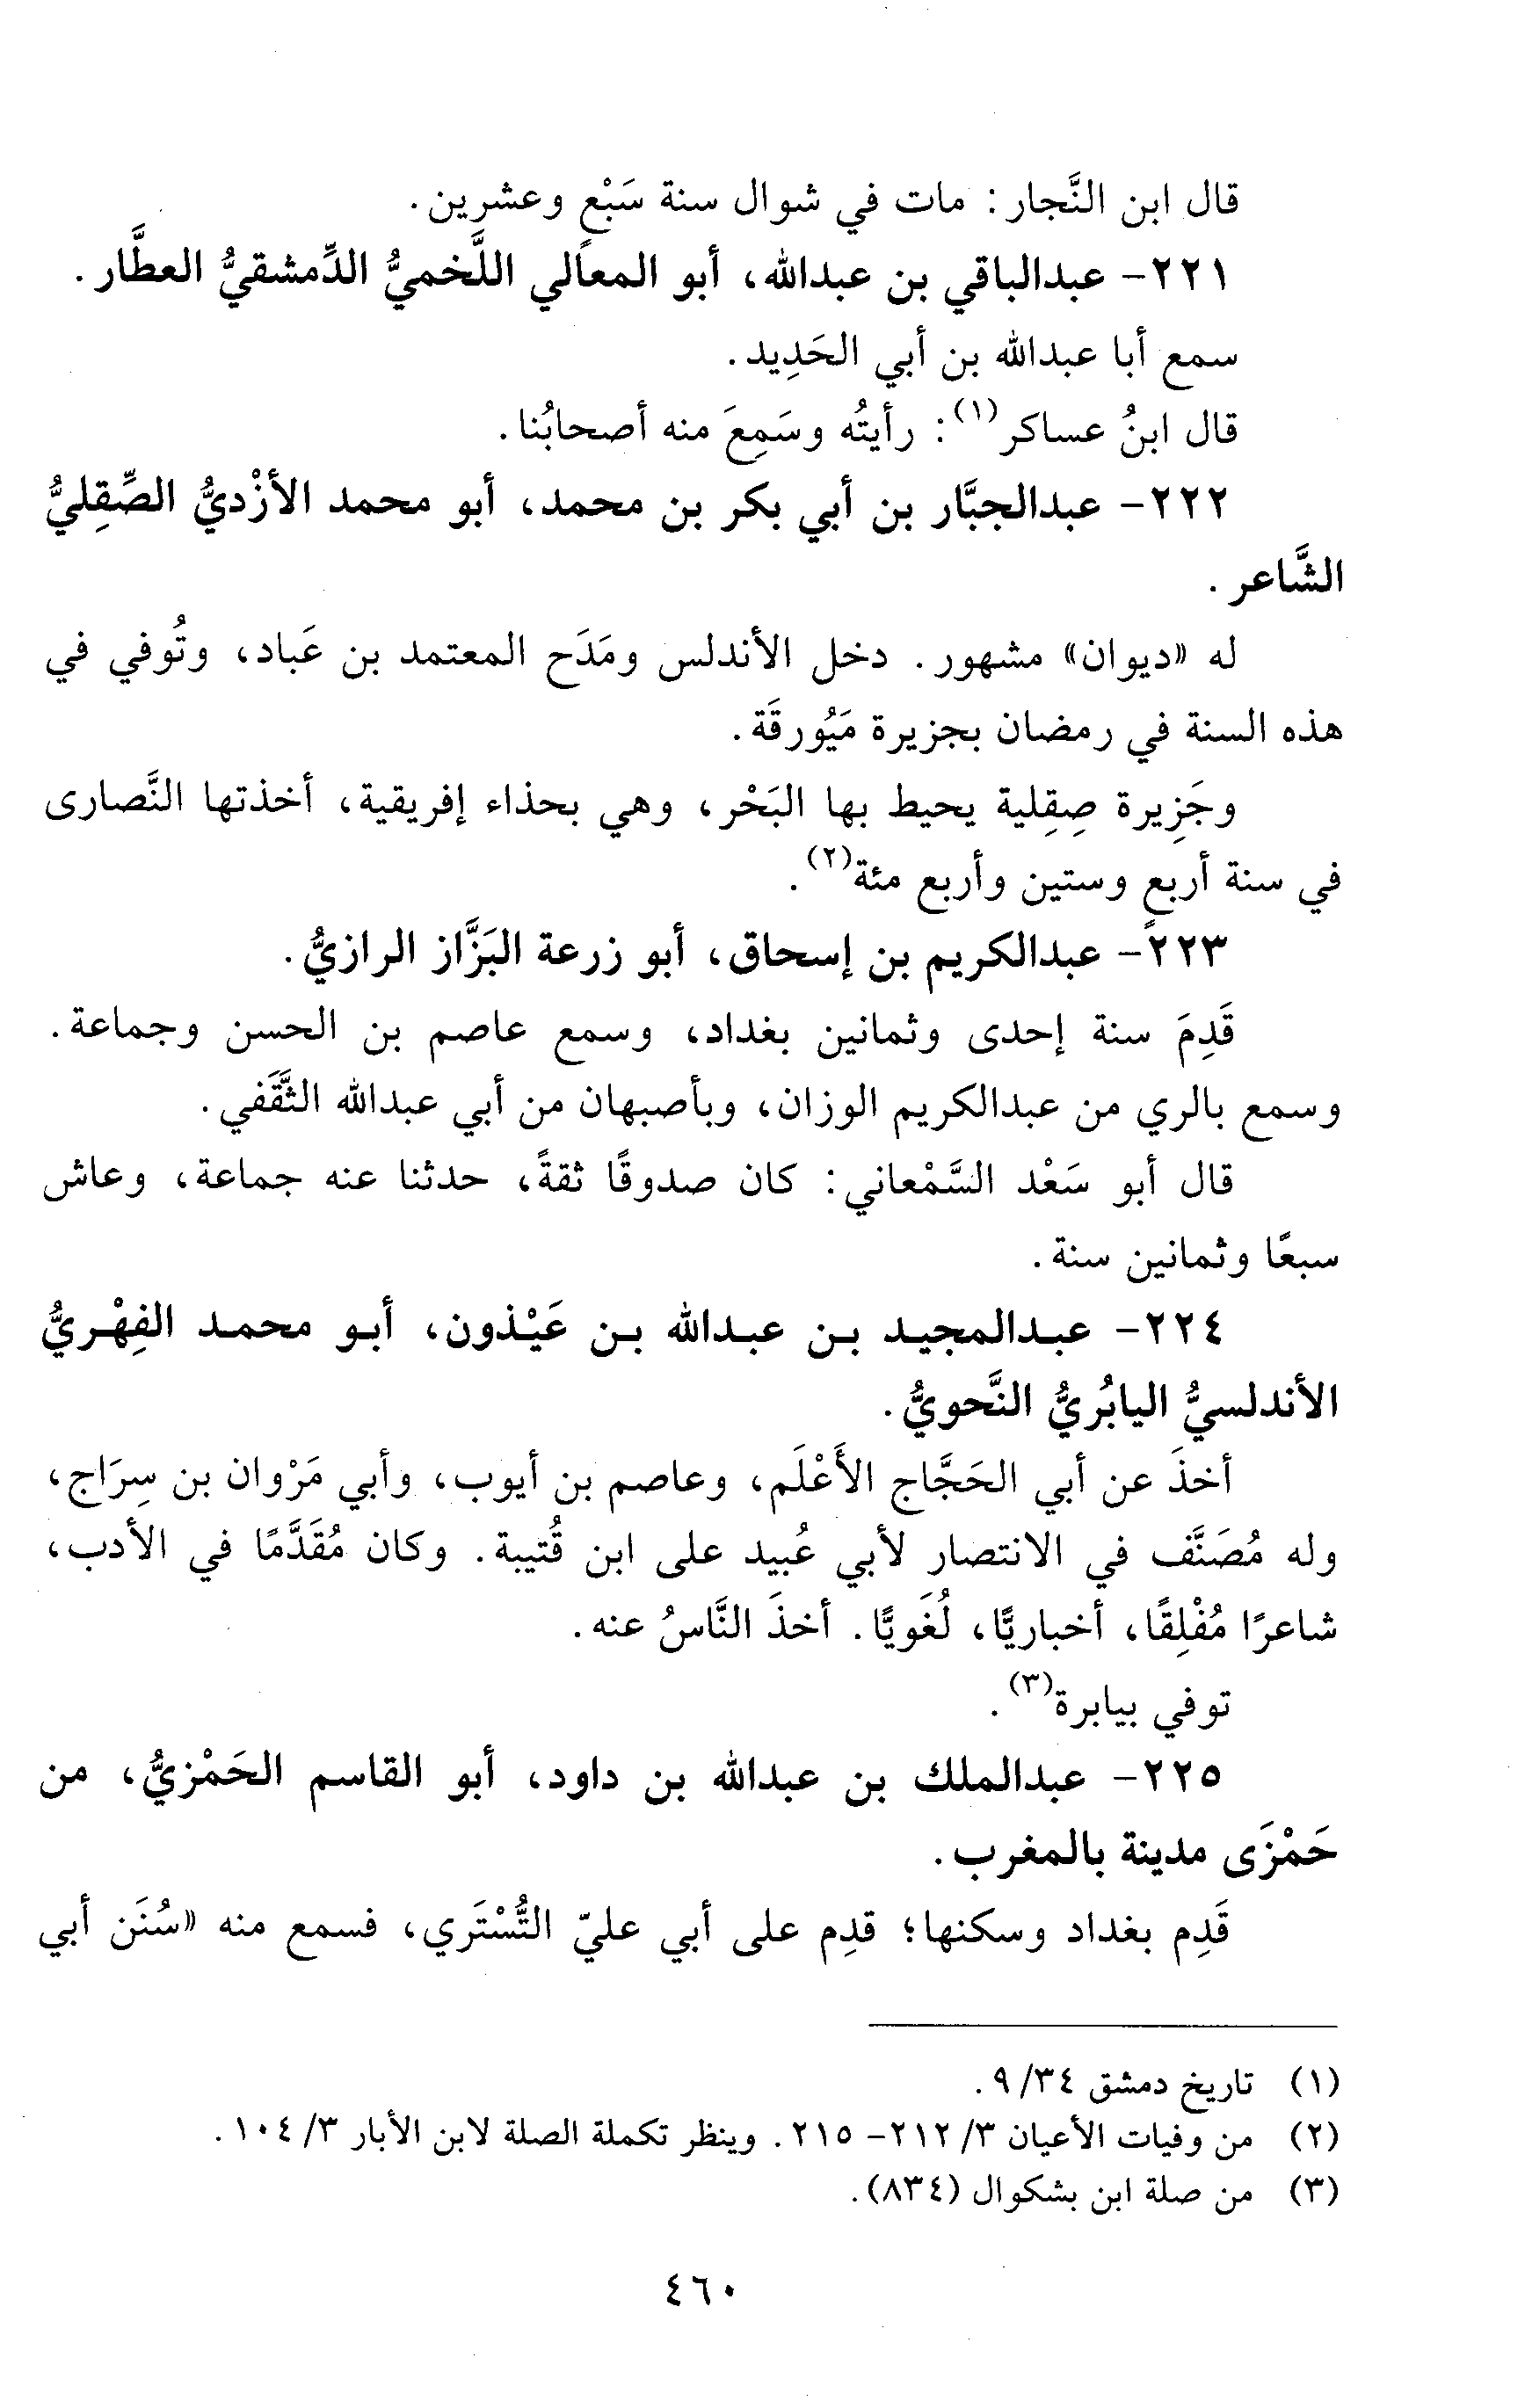 قال ابن النَّجار: مات في شوال سنة سَبْع وعشرين.
٢٢١- عبدالباقي بن عبدالله، أبو المعالي اللَّخميُّ الدِّمشقيُّ العطَّار.
سمع أبا عبدالله بن أبي الحَدِيد.
قال ابنُ عساكر(١): رأيتُه وسَمِعَ منه أصحابُنا.
٢٢٢- عبدالجبَّار بن أبي بكر بن محمد، أبو محمد الأزْديُّ الصِّقِليُّ
الشَّاعر.
له «ديوان» مشهور. دخل الأندلس ومَدَح المعتمد بن عَباد، وتُوفي في
هذه السنة في رمضان بجزيرة مَيُورقَة.
وجَزِيرة صِقِلية يحيط بها البَحْر، وهي بحذاء إفريقية، أخذتها النَّصارى
في سنة أربع وستين وأربع مئة(٢).
٢٢٣- عبدالكريم بن إسحاق، أبو زرعة البَزَّاز الرازيُّ.
قَدِمَ سنة إحدى وثمانين بغداد، وسمع عاصم بن الحسن وجماعة.
وسمع بالري من عبدالكريم الوزان، وبأصبهان من أبي عبدالله الثَّقَفي.
قال أبو سَعْد السَّمْعاني: كان صدوقًا ثقةً، حدثنا عنه جماعة، وعاش
سبعًا وثمانين سنة.
٢٢٤- عبدالمجيد بن عبدالله بن عَيْذون، أبو محمد الفِهْريُّ
الأندلسيُّ اليابُريُّ النَّحويُّ.
أخذَ عن أبي الحَجَّاج الأَعْلَم، وعاصم بن أيوب، وأبي مَرْوان بن سِرَاج،
وله مُصَنَّف في الانتصار لأبي عُبيد على ابن قُتيبة. وكان مُقَدَّمًا في الأدب،
شاعرًا مُفْلِقًا، أخباريًّا، لُغَويًّا. أخذَ النَّاسُ عنه.
توفي بيابرة(٣).
٢٢٥- عبدالملك بن عبدالله بن داود، أبو القاسم الحَمْزيُّ، من
حَمْزَى مدينة بالمغرب.
قَدِم بغداد وسكنها؛ قدِم على أبي عليّ التُّسْتَري، فسمع منه «سُنَن أبي
(١) تاريخ دمشق ٣٤/ ٩.
(٢) من وفيات الأعيان ٣/ ٢١٢- ٢١٥. وينظر تكملة الصلة لابن الأبار ٣/ ١٠٤.
(٣) من صلة ابن بشكوال (٨٣٤).
٤٦٠